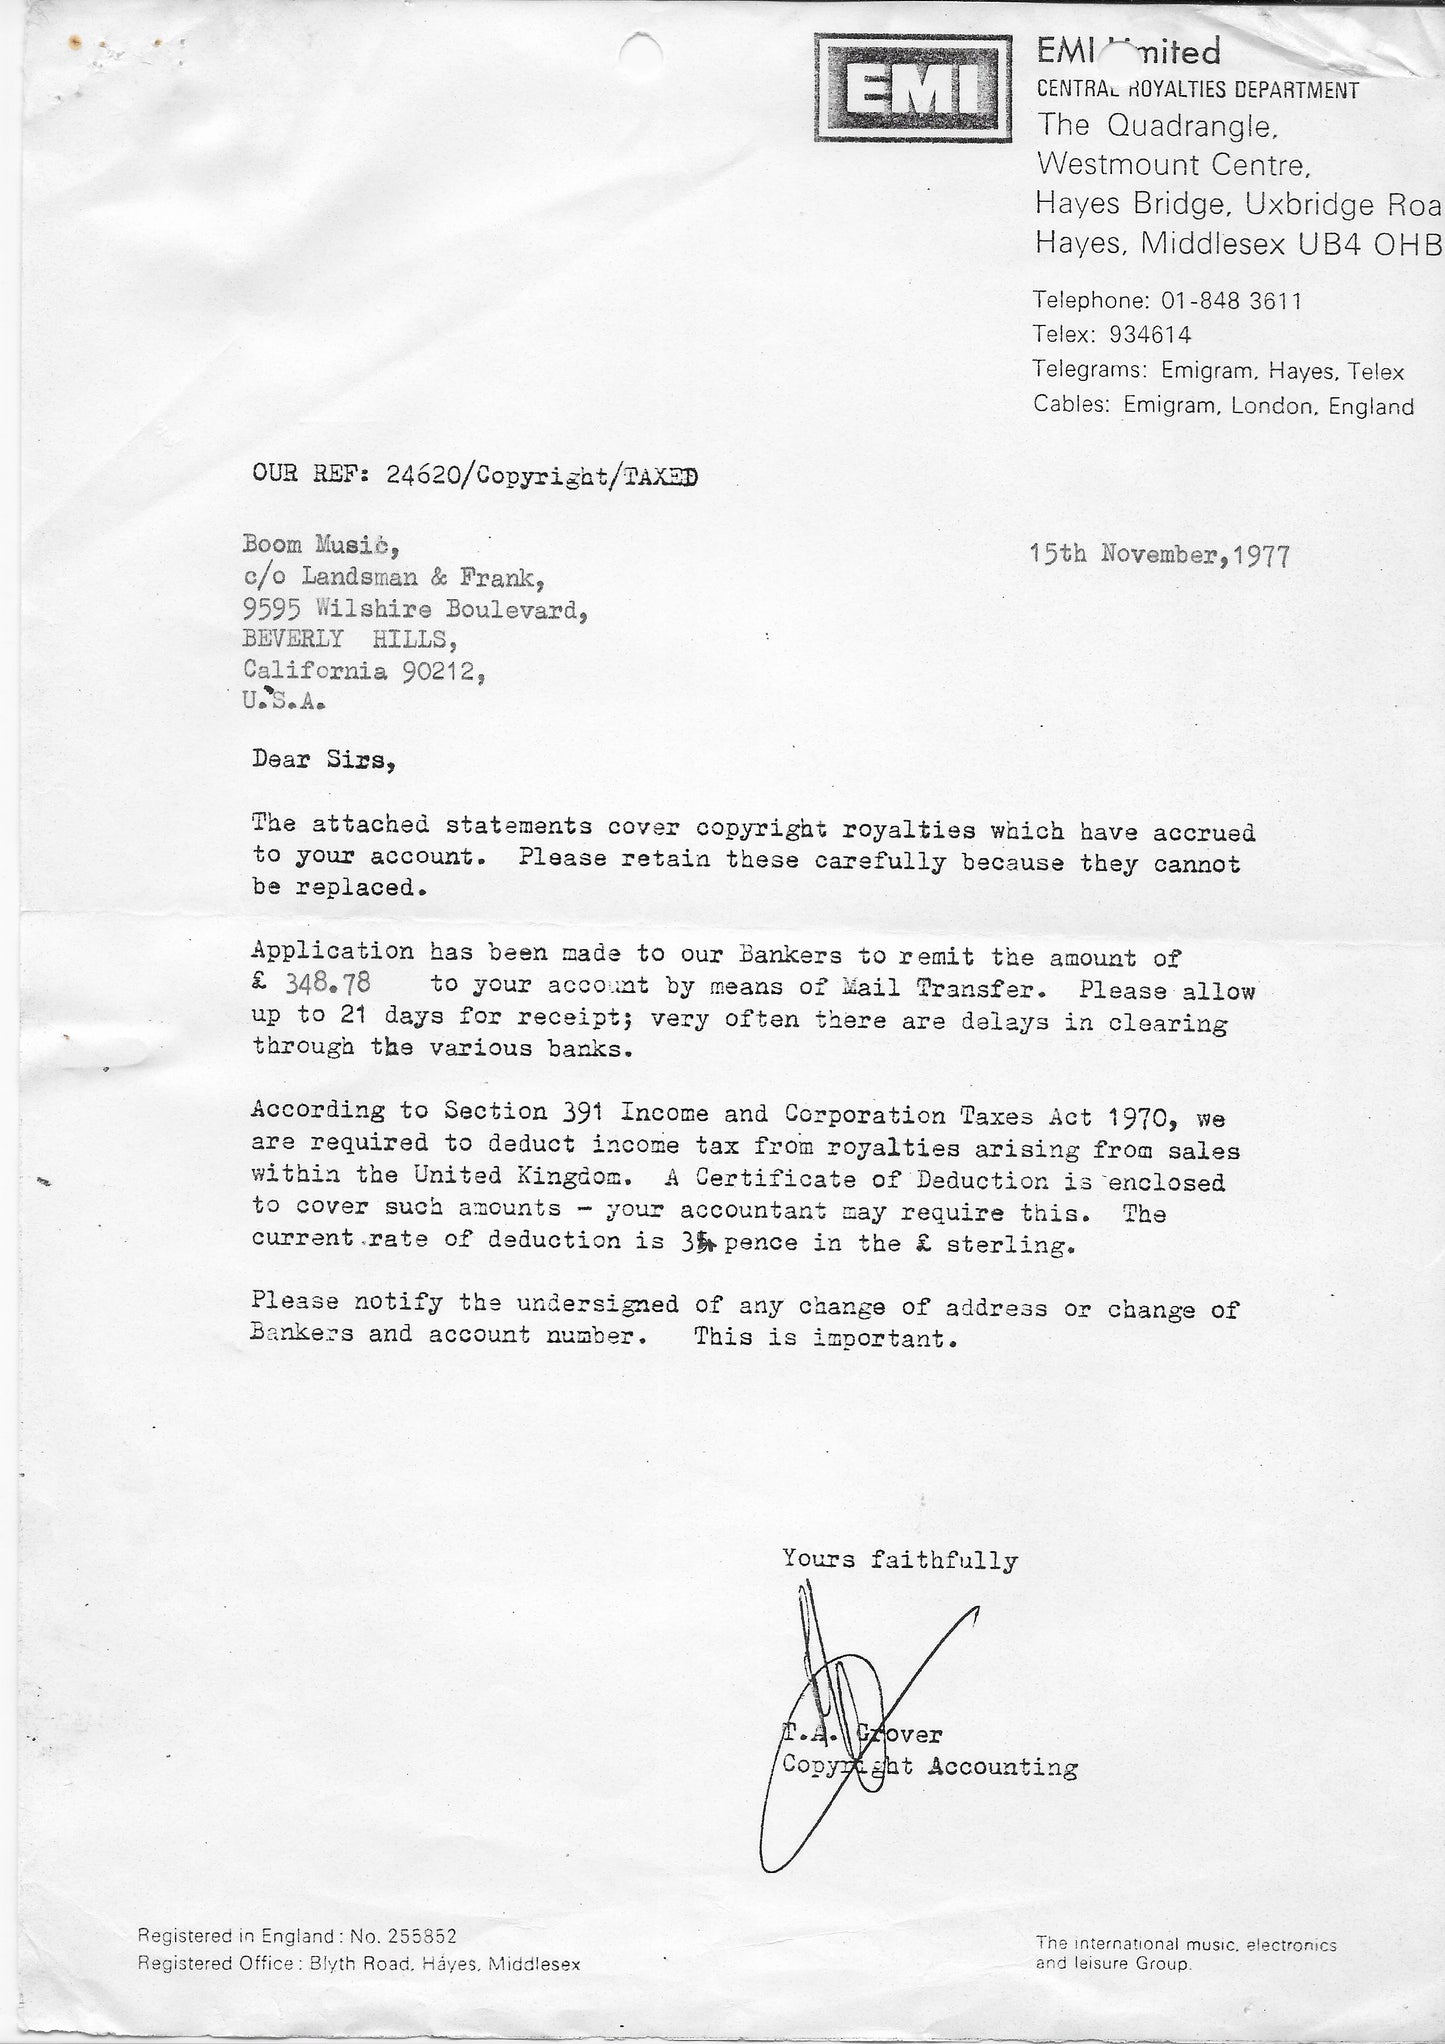 EMI
EMI Limited
CENTRAL ROYALTIES DEPARTMENT
The Quadrangle,
Westmount Centre,
Hayes Bridge, Uxbridge Roa
Hayes, Middlesex UB4 OHB
Telephone: 01-848 3611
Telex: 934614
Telegrams: Emigram, Hayes, Telex
Cables: Emigram, London, England
OUR REF: 24620/Copyright/TAXED
Boom Music,
c/o Landsman & Frank,
9595 Wilshire Boulevard,
BEVERLY HILLS,
California 90212,
U.S.A.
15th November,1977
Dear Sirs,
The attached statements cover copyright royalties which have accrued
to your account. Please retain these carefully because they cannot
be replaced.
Application has been made to our Bankers to remit the amount of
£ 348.78 to your account by means of Mail Transfer. Please allow
up to 21 days for receipt; very often there are delays in clearing
through the various banks.
According to Section 391 Income and Corporation Taxes Act 1970, we
are required to deduct income tax from royalties arising from sales
within the United Kingdom. A Certificate of Deduction is enclosed
to cover such amounts - your accountant may require this. The
current rate of deduction is 34 pence in the £ sterling.
Please notify the undersigned of any change of address or change of
Bankers and account number. This is important.
Yours faithfully
T.A. Grover
Copyright Accounting
Registered in England: No. 255852
Registered Office: Blyth Road, Hayes, Middlesex
The international music, electronics
and leisure Group.